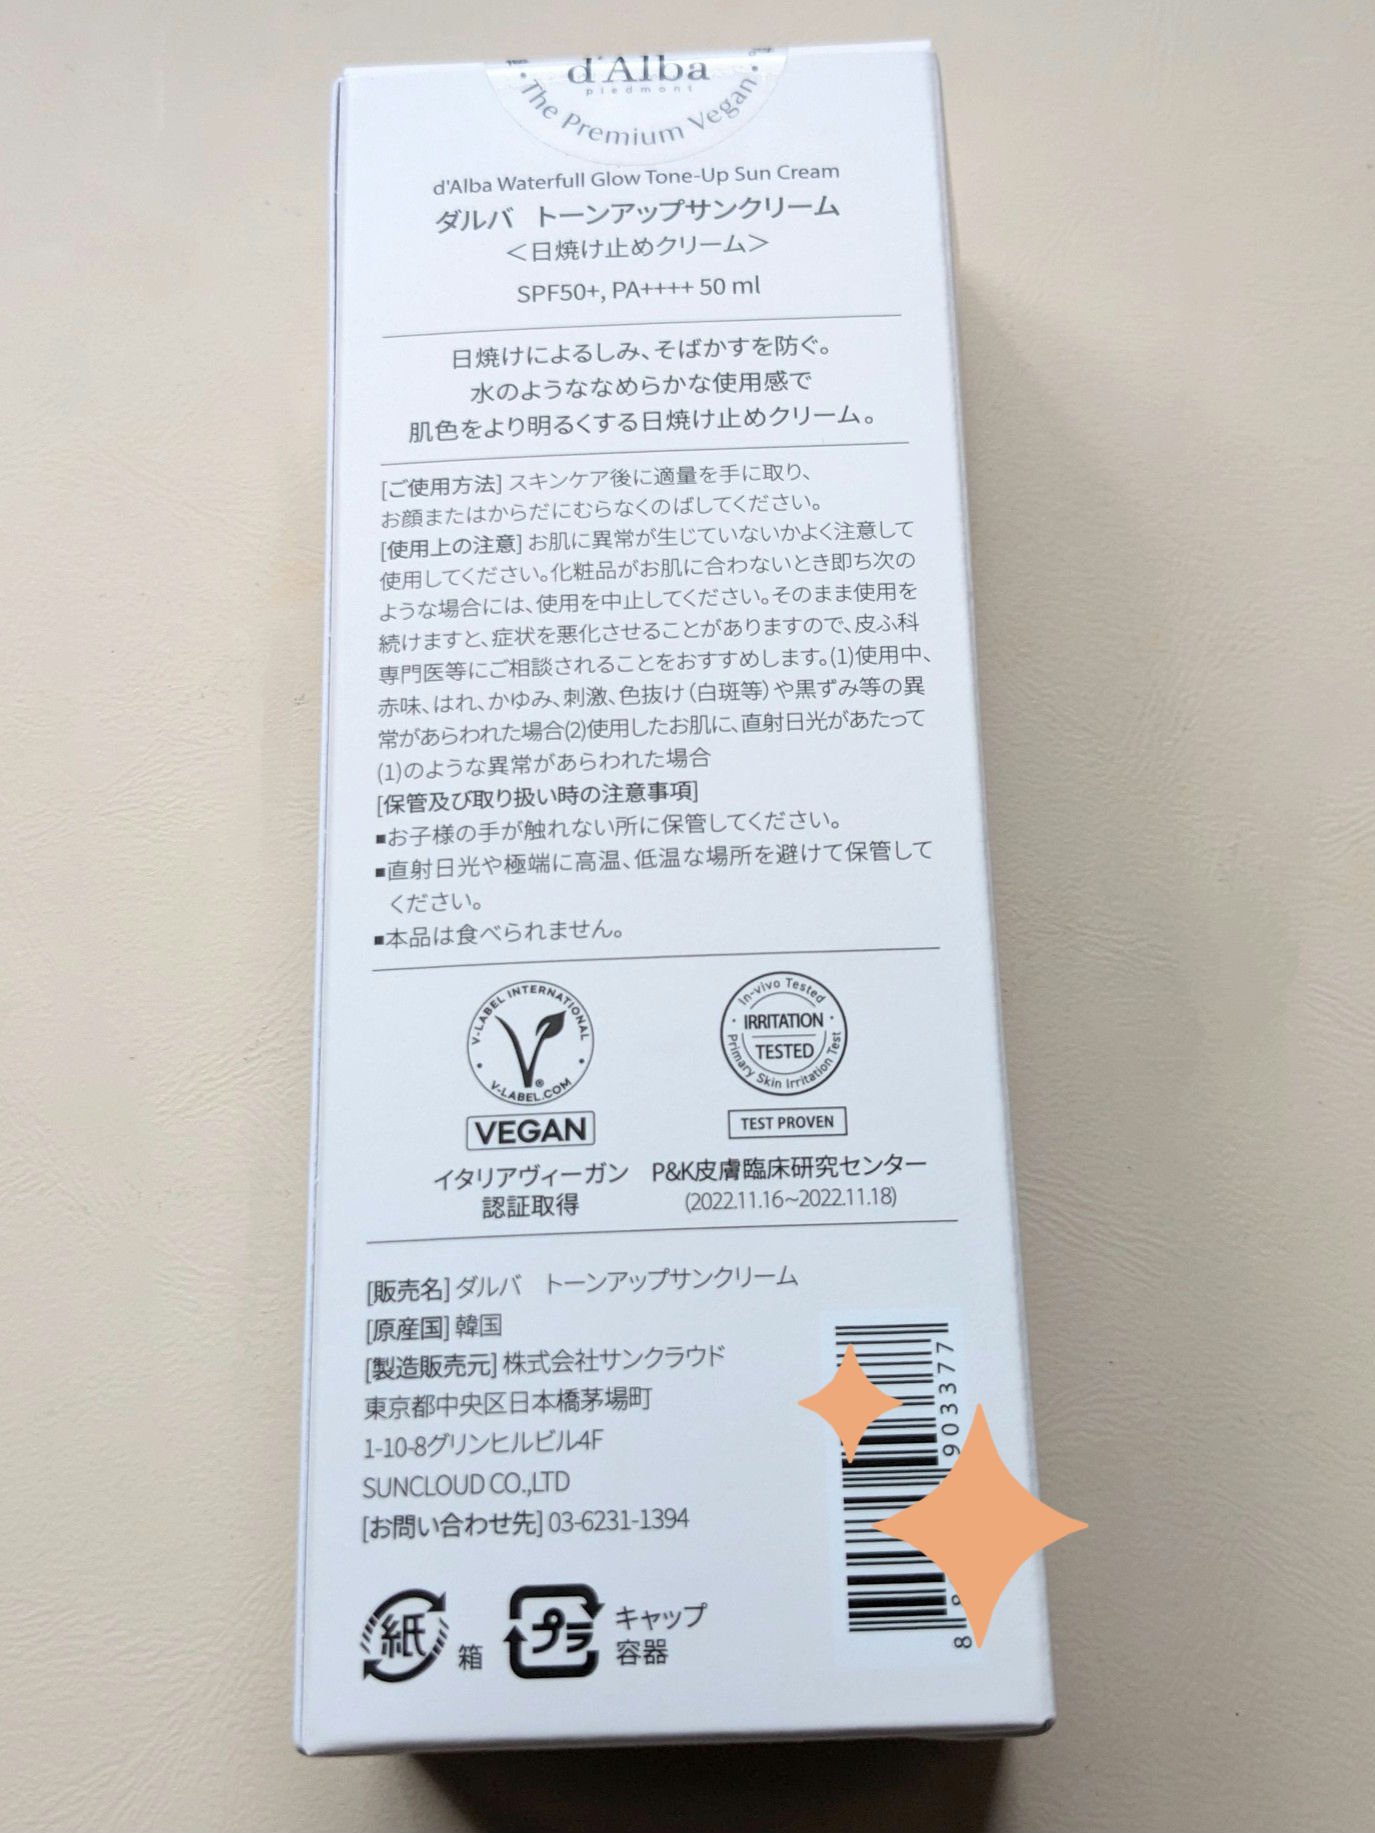 d'Alba
piedmont
The Premium Vegan
d'Alba Waterfull Glow Tone-Up Sun Cream
ダルバ　トーンアップサンクリーム
＜日焼け止めクリーム＞
SPF50+, PA++++ 50 ml
日焼けによるしみ、そばかすを防ぐ。
水のようななめらかな使用感で
肌色をより明るくする日焼け止めクリーム。
[ご使用方法] スキンケア後に適量を手に取り、
お顔またはからだにむらなくのばしてください。
[使用上の注意] お肌に異常が生じていないかよく注意して
使用してください。化粧品がお肌に合わないとき即ち次の
ような場合には、使用を中止してください。そのまま使用を
続けますと、症状を悪化させることがありますので、皮ふ科
専門医等にご相談されることをおすすめします。(1)使用中、
赤味、はれ、かゆみ、刺激、色抜け（白斑等）や黒ずみ等の異
常があらわれた場合(2)使用したお肌に、直射日光があたって
(1)のような異常があらわれた場合
[保管及び取り扱い時の注意事項]
■お子様の手が触れない所に保管してください。
■直射日光や極端に高温、低温な場所を避けて保管して
ください。
■本品は食べられません。
V-LABEL INTERNATIONAL
V-LABEL.COM
VEGAN
イタリアヴィーガン
認証取得
In-vivo Tested
IRRITATION
TESTED
Primary Skin Irritation Test
TEST PROVEN
P&K皮膚臨床研究センター
(2022.11.16~2022.11.18)
[販売名] ダルバ　トーンアップサンクリーム
[原産国] 韓国
[製造販売元] 株式会社サンクラウド
東京都中央区日本橋茅場町
1-10-8グリンヒルビル4F
SUNCLOUD CO.,LTD
[お問い合わせ先] 03-6231-1394
紙 箱
プラ キャップ
容器
8
903377